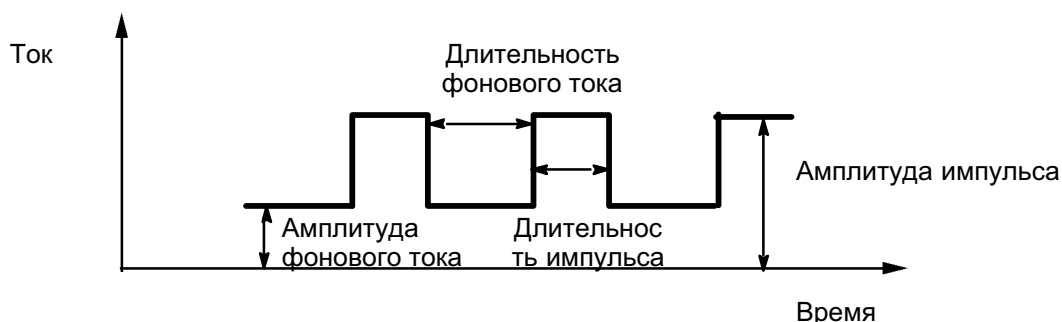 Ток
Длительность
фонового тока
Амплитуда импульса
Амплитуда
фонового тока
Длительнос
ть импульса
Время